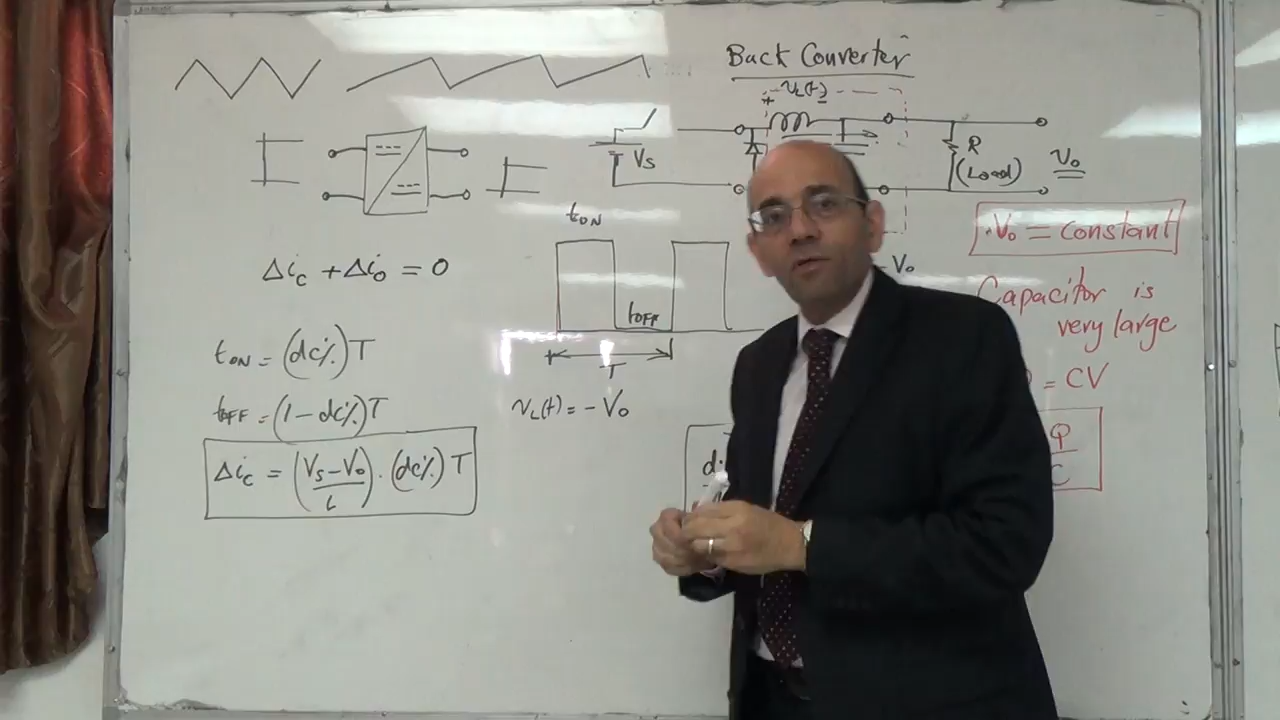 Back Converter
+ VL(t) -
VS
R
(Load)
Vo
tON
Vo = constant
Δic + Δio = 0
- Vo
Capacitor is
very large
tOFF
tON = (dc%)T
T
= CV
tOFF = (1-dc%)T
VL(t) = - Vo
Δic = (VS-Vo/L) . (dc%) T
di
Q
C